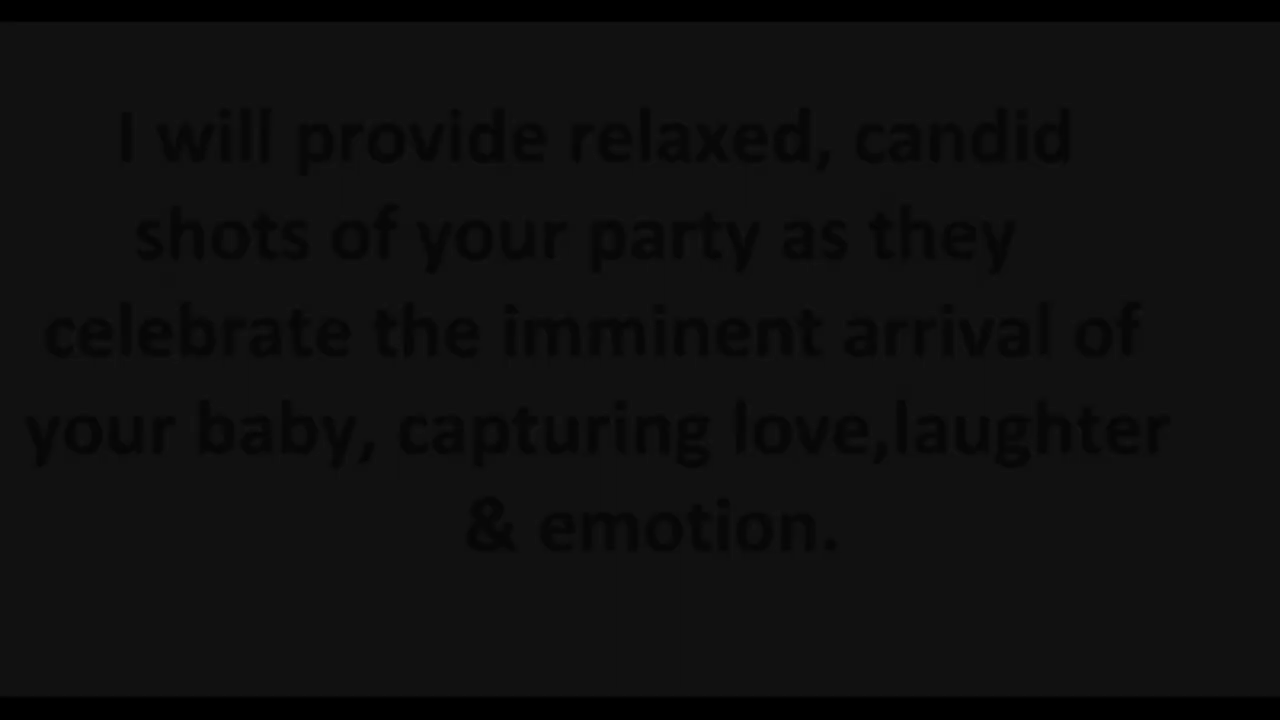 I will provide relaxed, candid
shots of your party as they
celebrate the imminent arrival of
your baby, capturing love,laughter
& emotion.